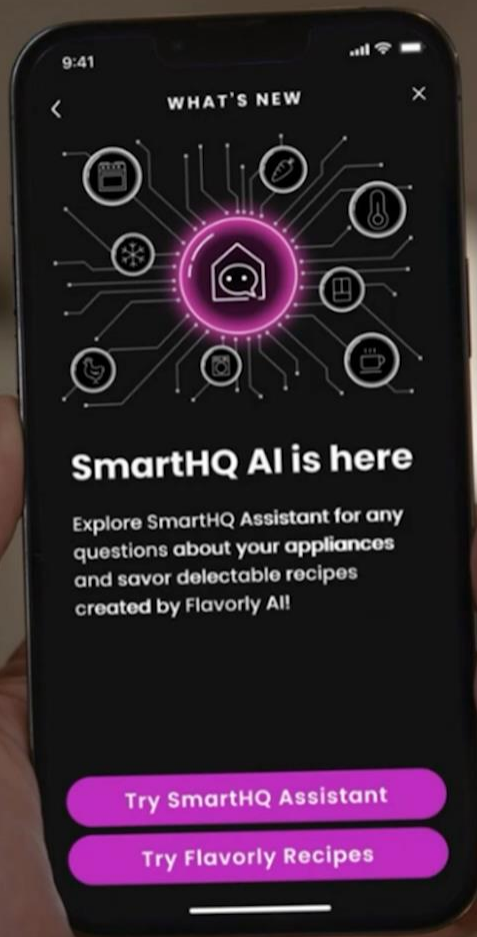 9:41
WHAT'S NEW
SmartHQ AI is here
Explore SmartHQ Assistant for any
questions about your appliances
and savor delectable recipes
created by Flavorly AI!
Try SmartHQ Assistant
Try Flavorly Recipes